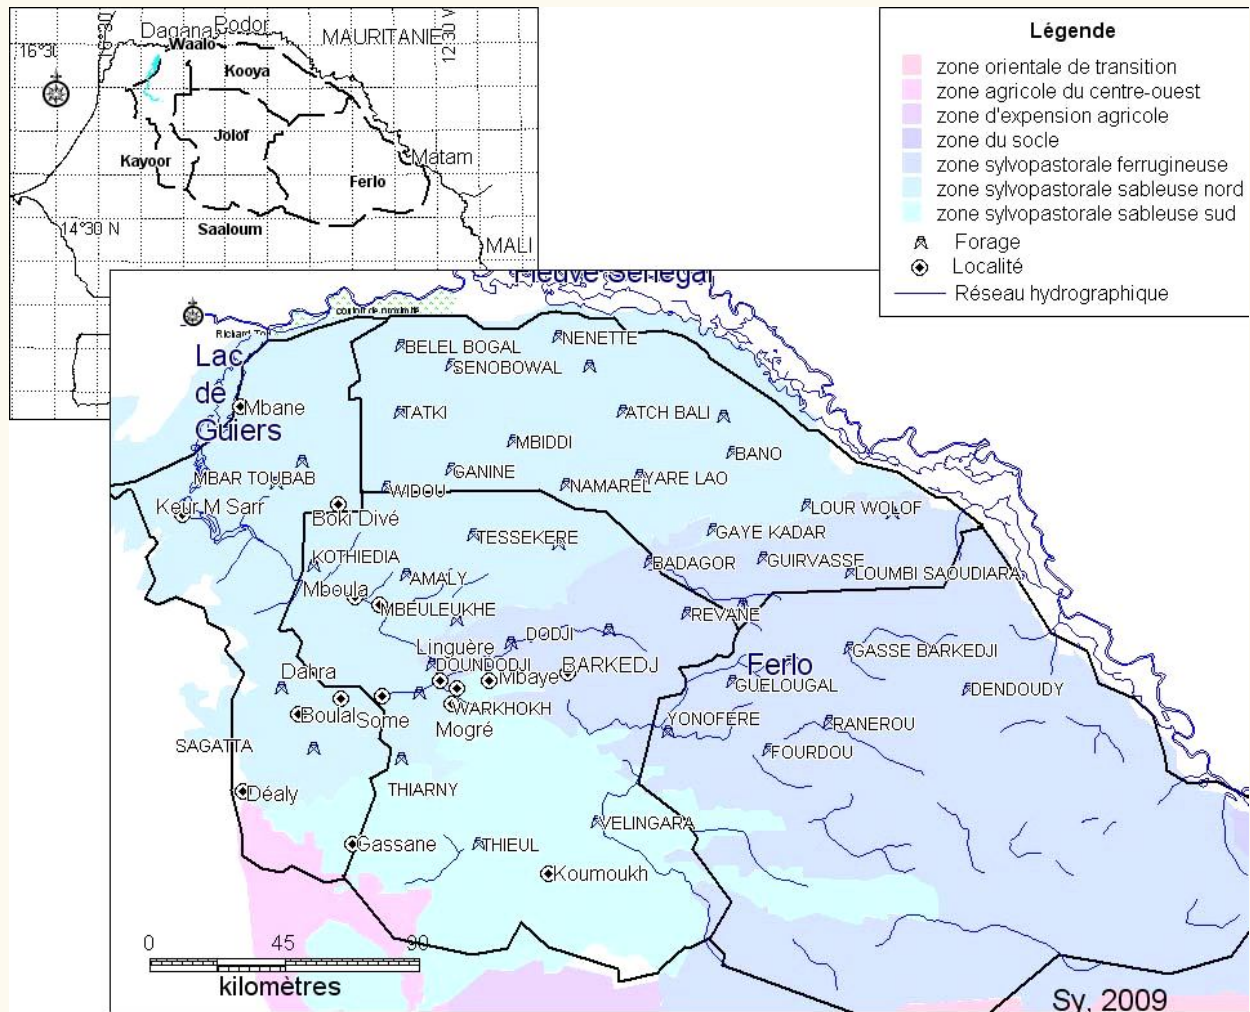 16°30
16°30
Dagana
Podor
MAURITANIE
12°30 V
Waalo
Kooya
Jolof
Kayoor
Matam
Ferlo
14°30 N
Saaloum
MALI
Légende
zone orientale de transition
zone agricole du centre-ouest
zone d'expension agricole
zone du socle
zone sylvopastorale ferrugineuse
zone sylvopastorale sableuse nord
zone sylvopastorale sableuse sud
Forage
Localité
Réseau hydrographique
Fleuve Sénégal
Richard To
Lac
de
Guiers
BELEL BOGAL
NENETTE
SENOBOWAL
Mbane
TATKI
ATCH BALI
MBIDDI
BANO
GANINE
YARE LAO
MBAR TOUBAB
WIDOU
NAMAREL
Keur M Sarr
Boki Divé
LOUR WOLOF
TESSEKERE
GAYE KADAR
KOTHIEDIA
BADAGOR
GUIRVASSE
LOUMBI SAOUDIARA
AMALY
Mboula
MBEULEUKHE
REVANE
DODJI
Linguère
GASSE BARKEDJI
Dahra
DOUNDODJI
Mbaye
BARKEDJ
Ferlo
GUELOUGAL
DENDOUDY
Boulal
Some
WARKHOKH
Mogré
YONOFERE
RANEROU
SAGATTA
FOURDOU
THIARNY
Déaly
VELINGARA
Gassane
THIEUL
Koumoukh
0 45 90
kilomètres
Sy, 2009